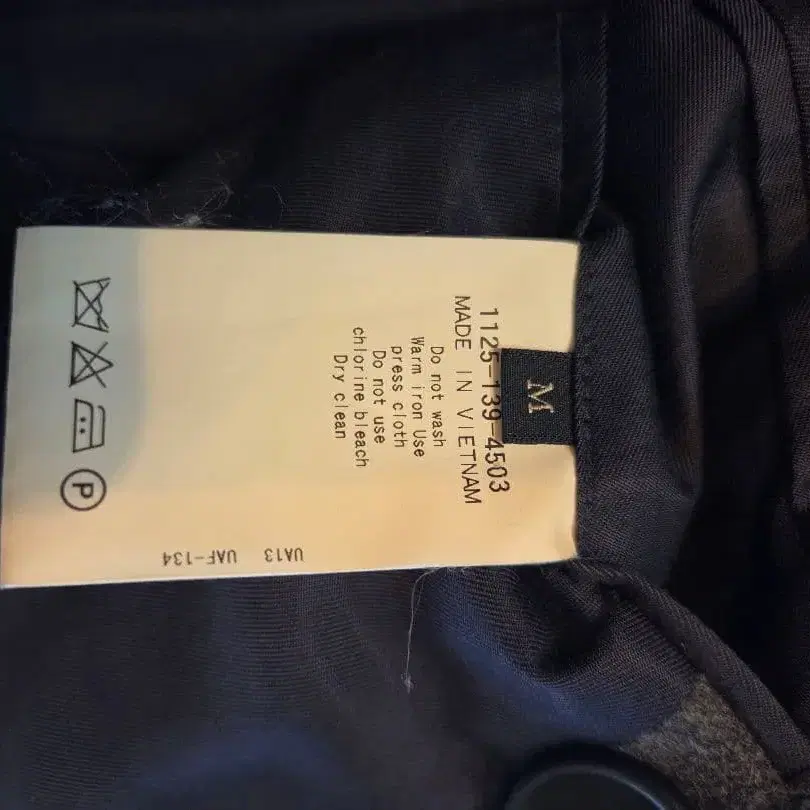 M
1125-139-4503
MADE IN VIETNAM
Do not wash
Warm iron Use
press cloth
Do not use
chlorine bleach
Dry clean
P
UA13 UAF-134